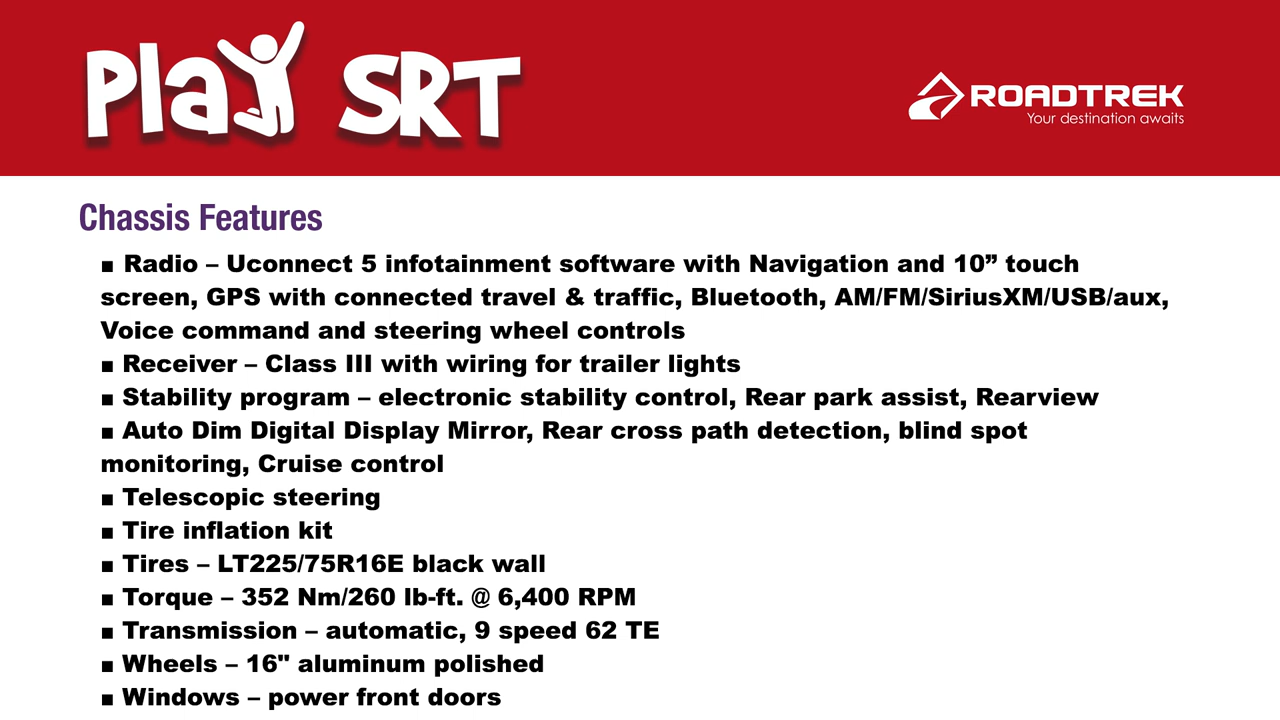 Play SRT
ROADTREK
Your destination awaits
Chassis Features
■ Radio – Uconnect 5 infotainment software with Navigation and 10” touch
screen, GPS with connected travel & traffic, Bluetooth, AM/FM/SiriusXM/USB/aux,
Voice command and steering wheel controls
■ Receiver – Class III with wiring for trailer lights
■ Stability program – electronic stability control, Rear park assist, Rearview
■ Auto Dim Digital Display Mirror, Rear cross path detection, blind spot
monitoring, Cruise control
■ Telescopic steering
■ Tire inflation kit
■ Tires – LT225/75R16E black wall
■ Torque – 352 Nm/260 lb-ft. @ 6,400 RPM
■ Transmission – automatic, 9 speed 62 TE
■ Wheels – 16" aluminum polished
■ Windows – power front doors